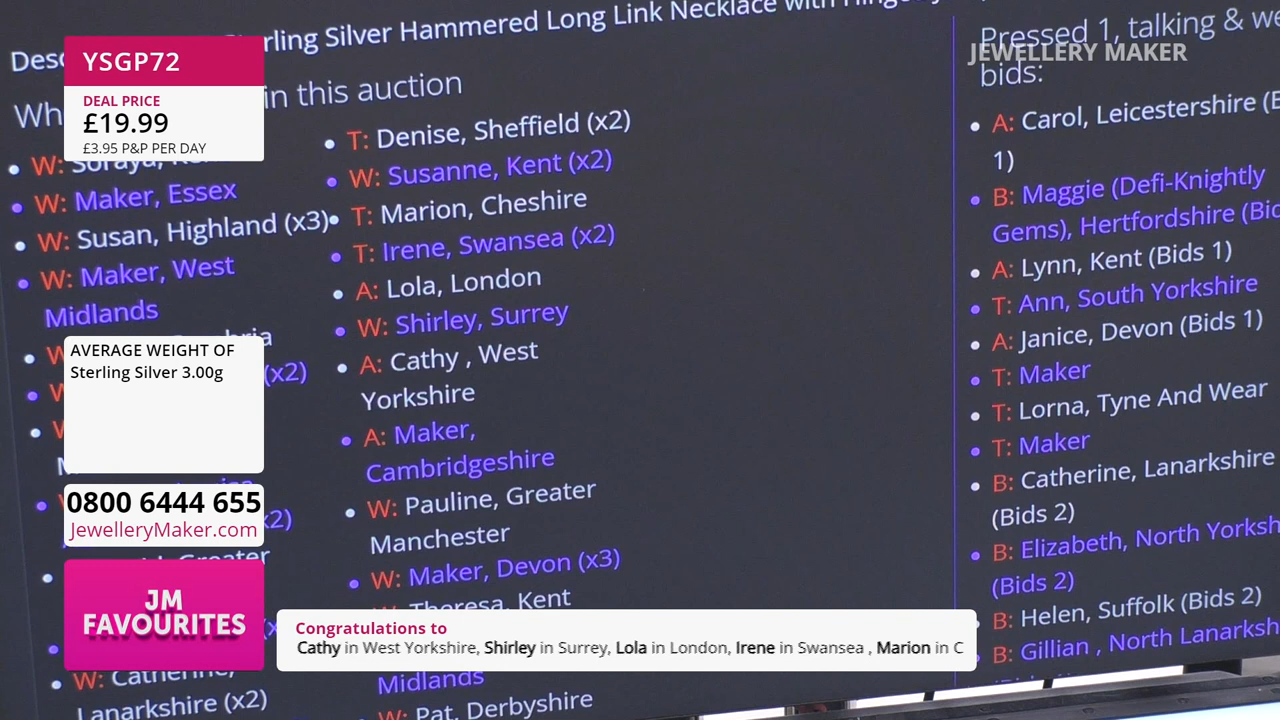 Sterling Silver Hammered Long Link Necklace with
in this auction
W: Soraya,
W: Maker, Essex
W: Susan, Highland (x3)
W: Maker, West
Midlands
(x2)
Lanarkshire (x2)
T: Denise, Sheffield (x2)
W: Susanne, Kent (x2)
T: Marion, Cheshire
T: Irene, Swansea (x2)
A: Lola, London
W: Shirley, Surrey
A: Cathy , West
Yorkshire
A: Maker,
Cambridgeshire
W: Pauline, Greater
Manchester
W: Maker, Devon (x3)
Theresa, Kent
Midlands
W: Pat, Derbyshire
Pressed 1, talking & we
bids:
A: Carol, Leicestershire
1)
B: Maggie (Defi-Knightly
Gems), Hertfordshire
A: Lynn, Kent (Bids 1)
T: Ann, South Yorkshire
A: Janice, Devon (Bids 1)
T: Maker
T: Lorna, Tyne And Wear
T: Maker
B: Catherine, Lanarkshire
(Bids 2)
B: Elizabeth, North Yorksh
(Bids 2)
B: Helen, Suffolk (Bids 2)
B: Gillian , North Lanarksh
JEWELLERY MAKER
YSGP72
DEAL PRICE
£19.99
£3.95 P&P PER DAY
AVERAGE WEIGHT OF
Sterling Silver 3.00g
0800 6444 655
JewelleryMaker.com
JM
FAVOURITES
Congratulations to
Cathy in West Yorkshire, Shirley in Surrey, Lola in London, Irene in Swansea , Marion in C